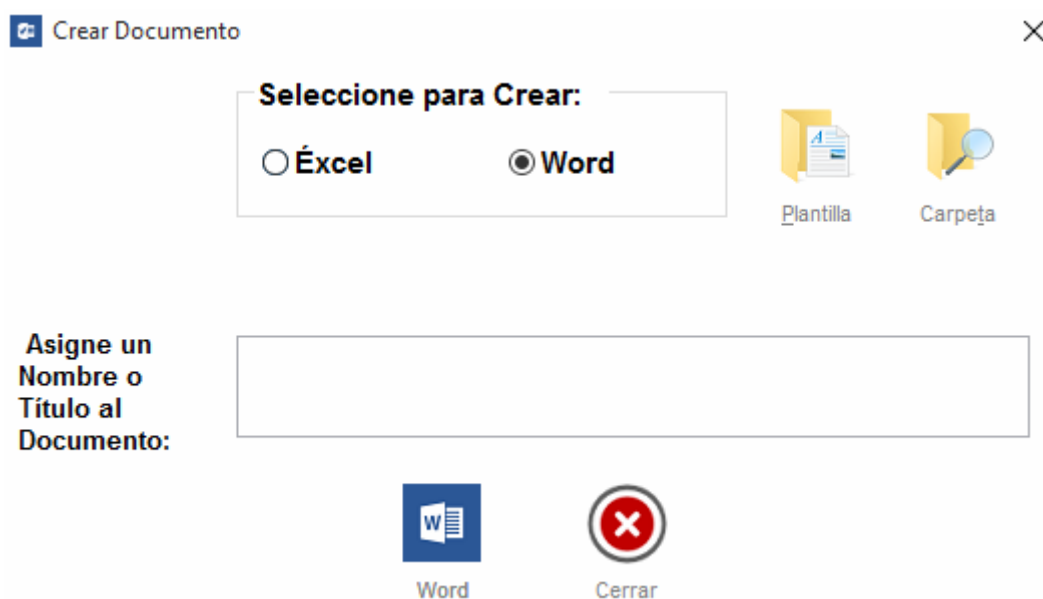 Crear Documento
Seleccione para Crear:
Éxcel Word
Plantilla Carpeta
Asigne un
Nombre o
Título al
Documento:
Word Cerrar